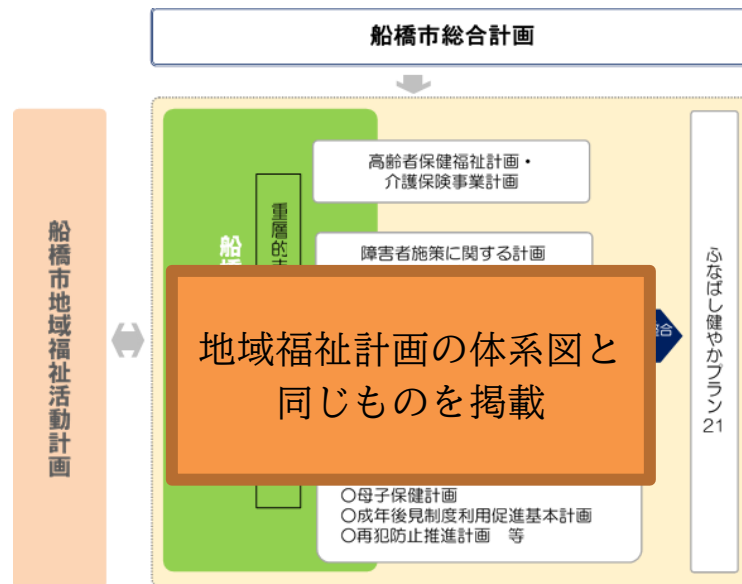 船橋市総合計画
船橋市地域福祉活動計画
船
重層的
高齢者保健福祉計画・
介護保険事業計画
障害者施策に関する計画
ふなばし健やかプラン21
地域福祉計画の体系図と
同じものを掲載
〇母子保健計画
〇成年後見制度利用促進基本計画
〇再犯防止推進計画　等